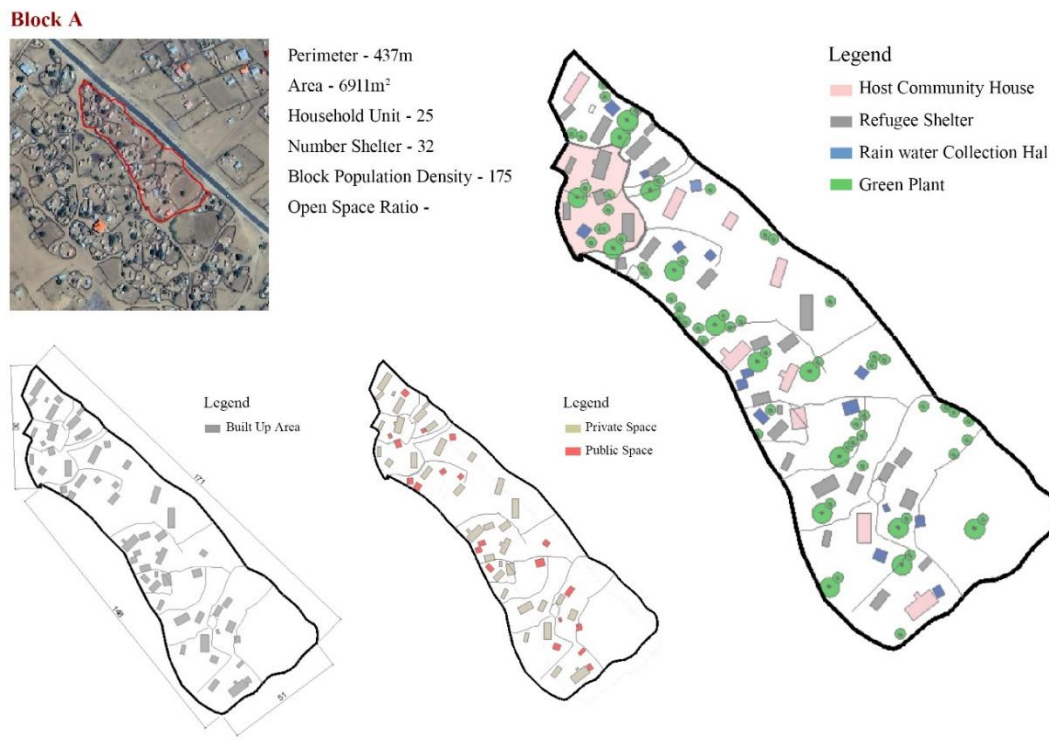 Block A
Perimeter - 437m
Area - 6911m²
Household Unit - 25
Number Shelter - 32
Block Population Density - 175
Open Space Ratio -
Legend
Host Community House
Refugee Shelter
Rain water Collection Hal
Green Plant
Legend
Built Up Area
171
148
51
Legend
Private Space
Public Space